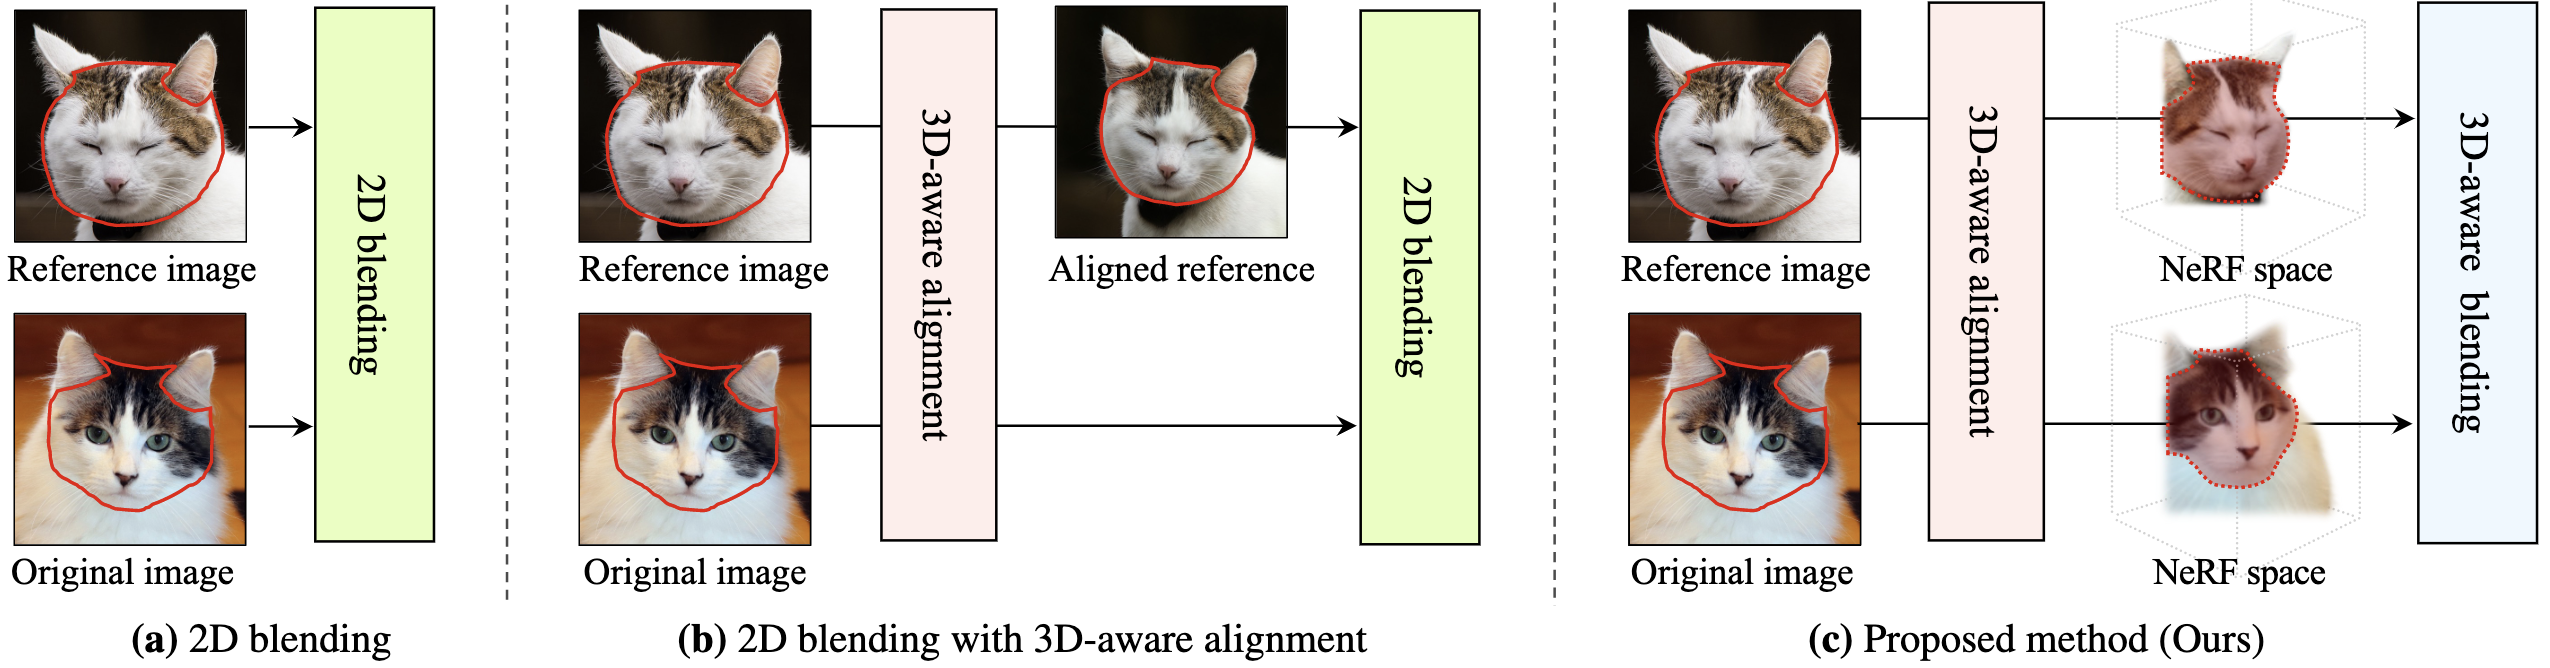 Reference image
Original image
2D blending
(a) 2D blending
Reference image
Original image
3D-aware alignment
Aligned reference
2D blending
(b) 2D blending with 3D-aware alignment
Reference image
Original image
3D-aware alignment
NeRF space
NeRF space
3D-aware blending
(c) Proposed method (Ours)